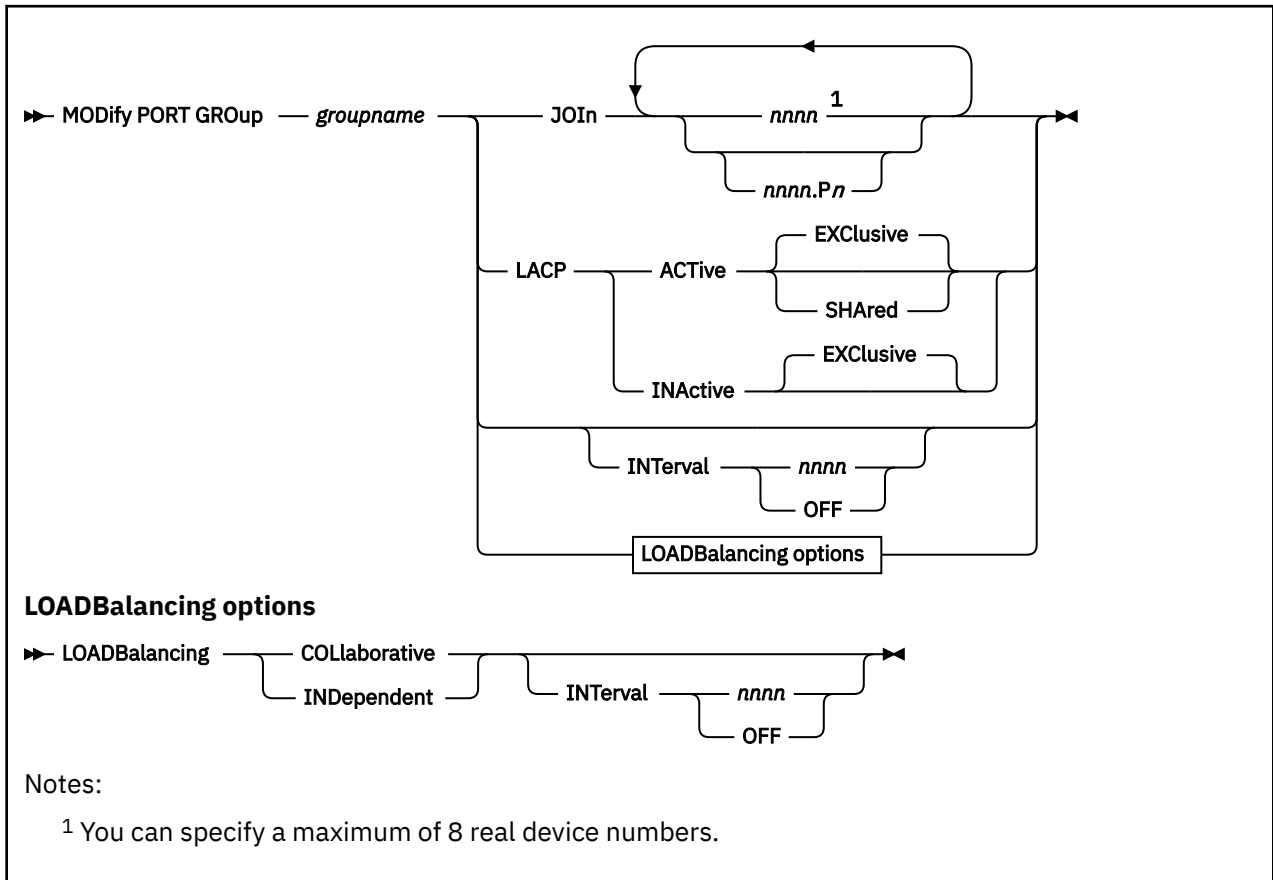 MODify PORT GROup groupname JOIn nnnn 1
nnnn.Pn
LACP ACTive EXClusive
SHAred
INActive EXClusive
INTerval nnnn
OFF
LOADBalancing options
LOADBalancing options
LOADBalancing COLlaborative INTerval nnnn
INDependent OFF
Notes:
1 You can specify a maximum of 8 real device numbers.